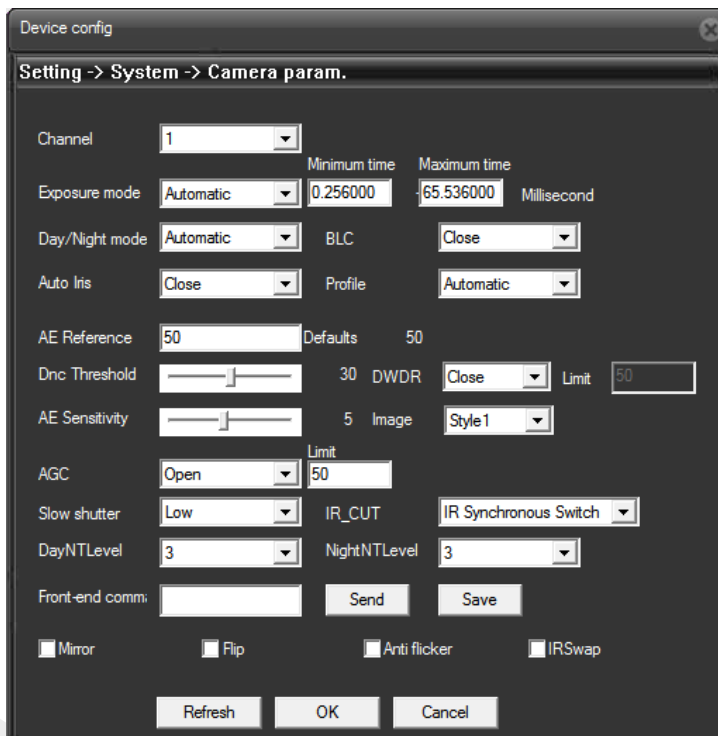 Device config
Setting -> System -> Camera param.
Channel 1
Minimum time Maximum time
Exposure mode Automatic 0.256000 -65.536000 Millisecond
Day/Night mode Automatic BLC Close
Auto Iris Close Profile Automatic
AE Reference 50 Defaults 50
Dnc Threshold 30 DWDR Close Limit 50
AE Sensitivity 5 Image Style1
Limit
AGC Open 50
Slow shutter Low IR_CUT IR Synchronous Switch
DayNTLevel 3 NightNTLevel 3
Front-end comma Send Save
Mirror Flip Anti flicker IRSwap
Refresh OK Cancel